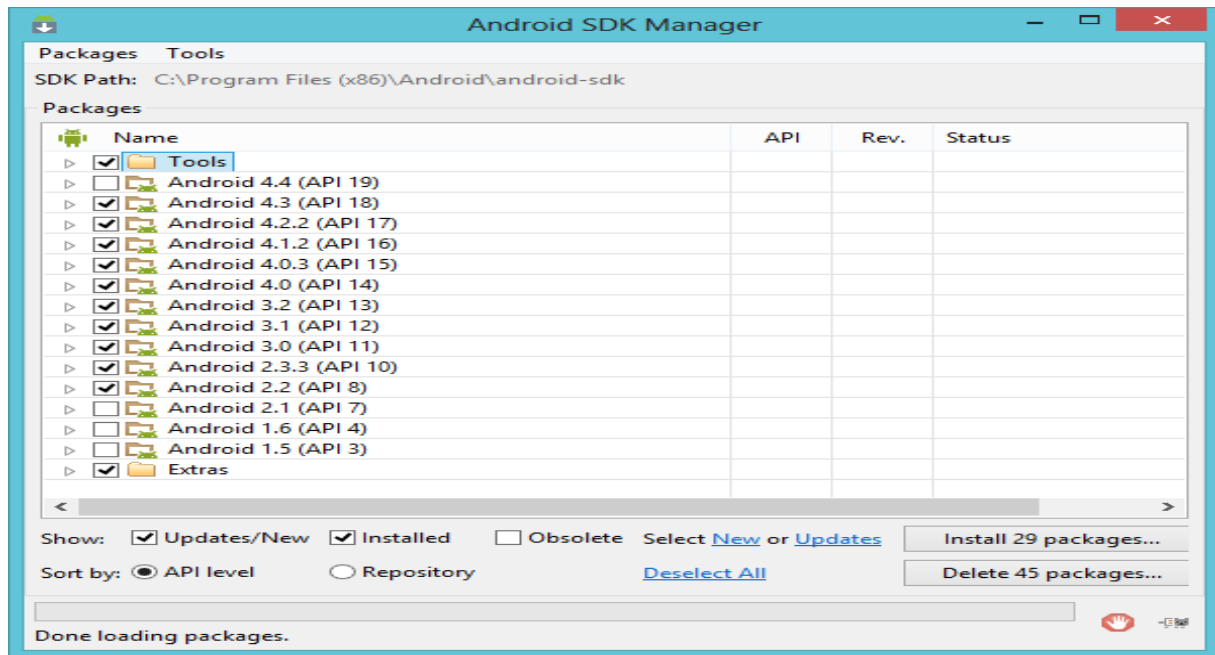 Android SDK Manager
Packages Tools
SDK Path: C:\Program Files (x86)\Android\android-sdk
Packages
Name API Rev. Status
Tools
Android 4.4 (API 19)
Android 4.3 (API 18)
Android 4.2.2 (API 17)
Android 4.1.2 (API 16)
Android 4.0.3 (API 15)
Android 4.0 (API 14)
Android 3.2 (API 13)
Android 3.1 (API 12)
Android 3.0 (API 11)
Android 2.3.3 (API 10)
Android 2.2 (API 8)
Android 2.1 (API 7)
Android 1.6 (API 4)
Android 1.5 (API 3)
Extras
Show: Updates/New Installed Obsolete Select New or Updates Install 29 packages...
Sort by: API level Repository Deselect All Delete 45 packages...
Done loading packages.